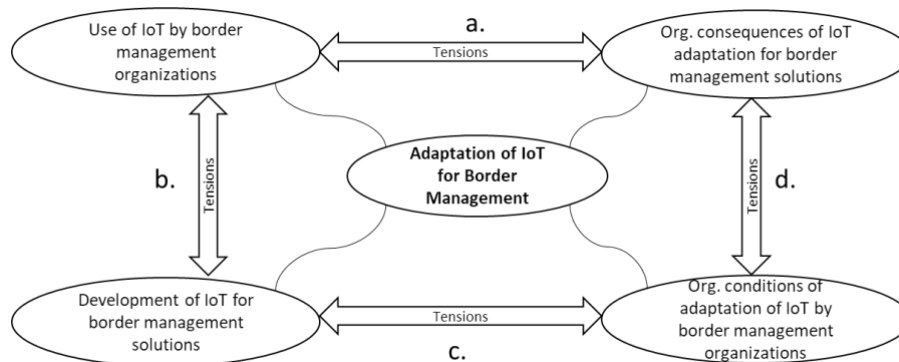 a.
Use of IoT by border
management
organizations
Tensions
Org. consequences of IoT
adaptation for border
management solutions
b.
Tensions
Adaptation of IoT
for Border
Management
Tensions
d.
Development of IoT for
border management
solutions
Tensions
c.
Org. conditions of
adaptation of IoT by
border management
organizations